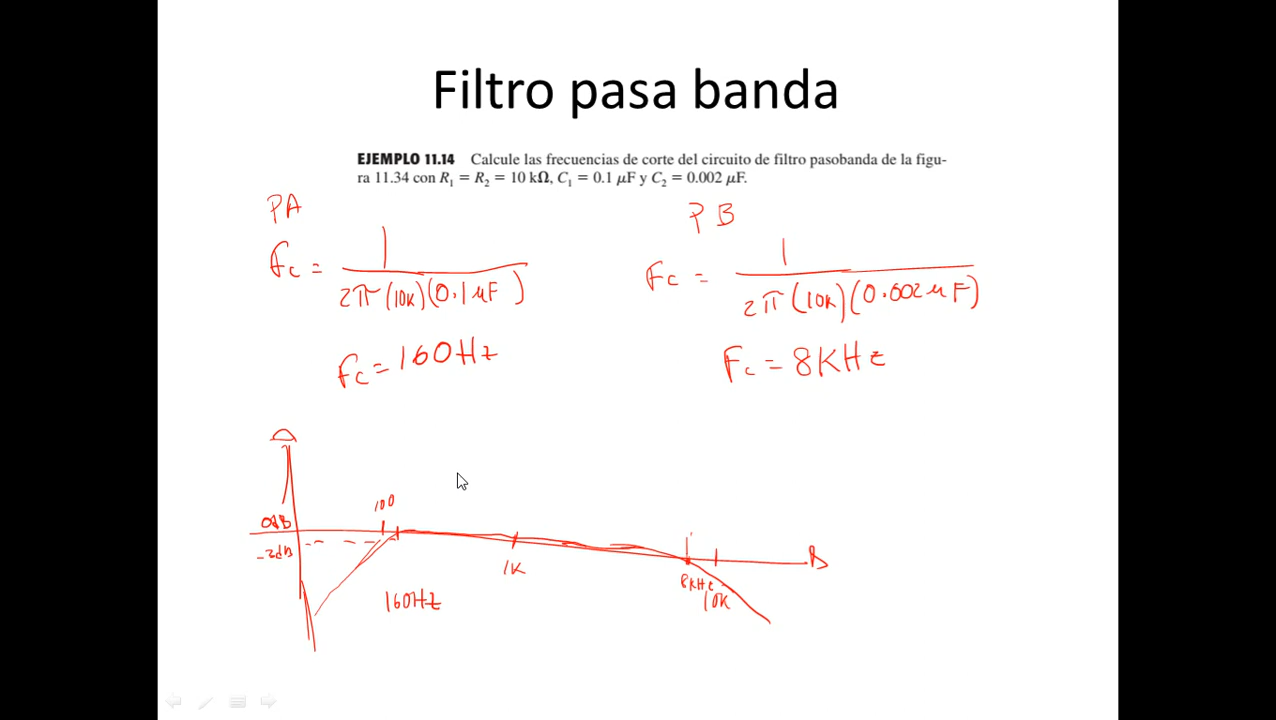 Filtro pasa banda
EJEMPLO 11.14 Calcule las frecuencias de corte del circuito de filtro pasobanda de la figu-
ra 11.34 con R₁ = R₂ = 10 kΩ, C₁ = 0.1 μF y C₂ = 0.002 μF.
PA
Fc = 1 / 2π(10K)(0.1μF)
Fc = 160Hz
PB
Fc = 1 / 2π(10K)(0.002μF)
Fc = 8KHz
100
0dB
-3dB
160Hz
1K
8KHz
10K